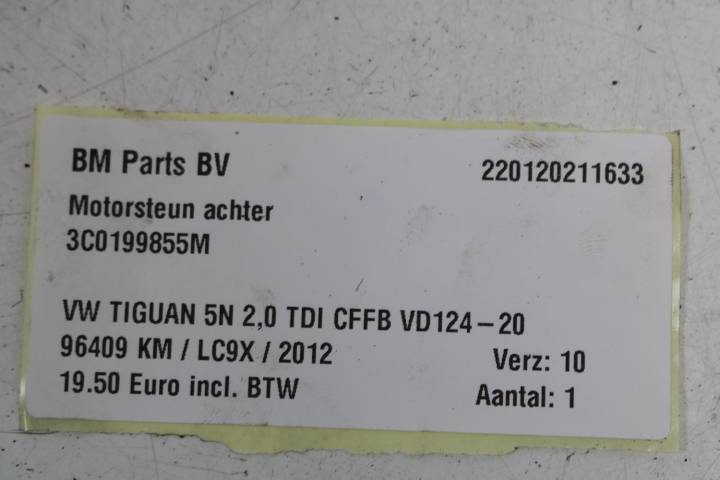 BM Parts BV 220120211633
Motorsteun achter
3C0199855M
VW TIGUAN 5N 2,0 TDI CFFB VD124-20
96409 KM / LC9X / 2012 Verz: 10
19.50 Euro incl. BTW Aantal: 1